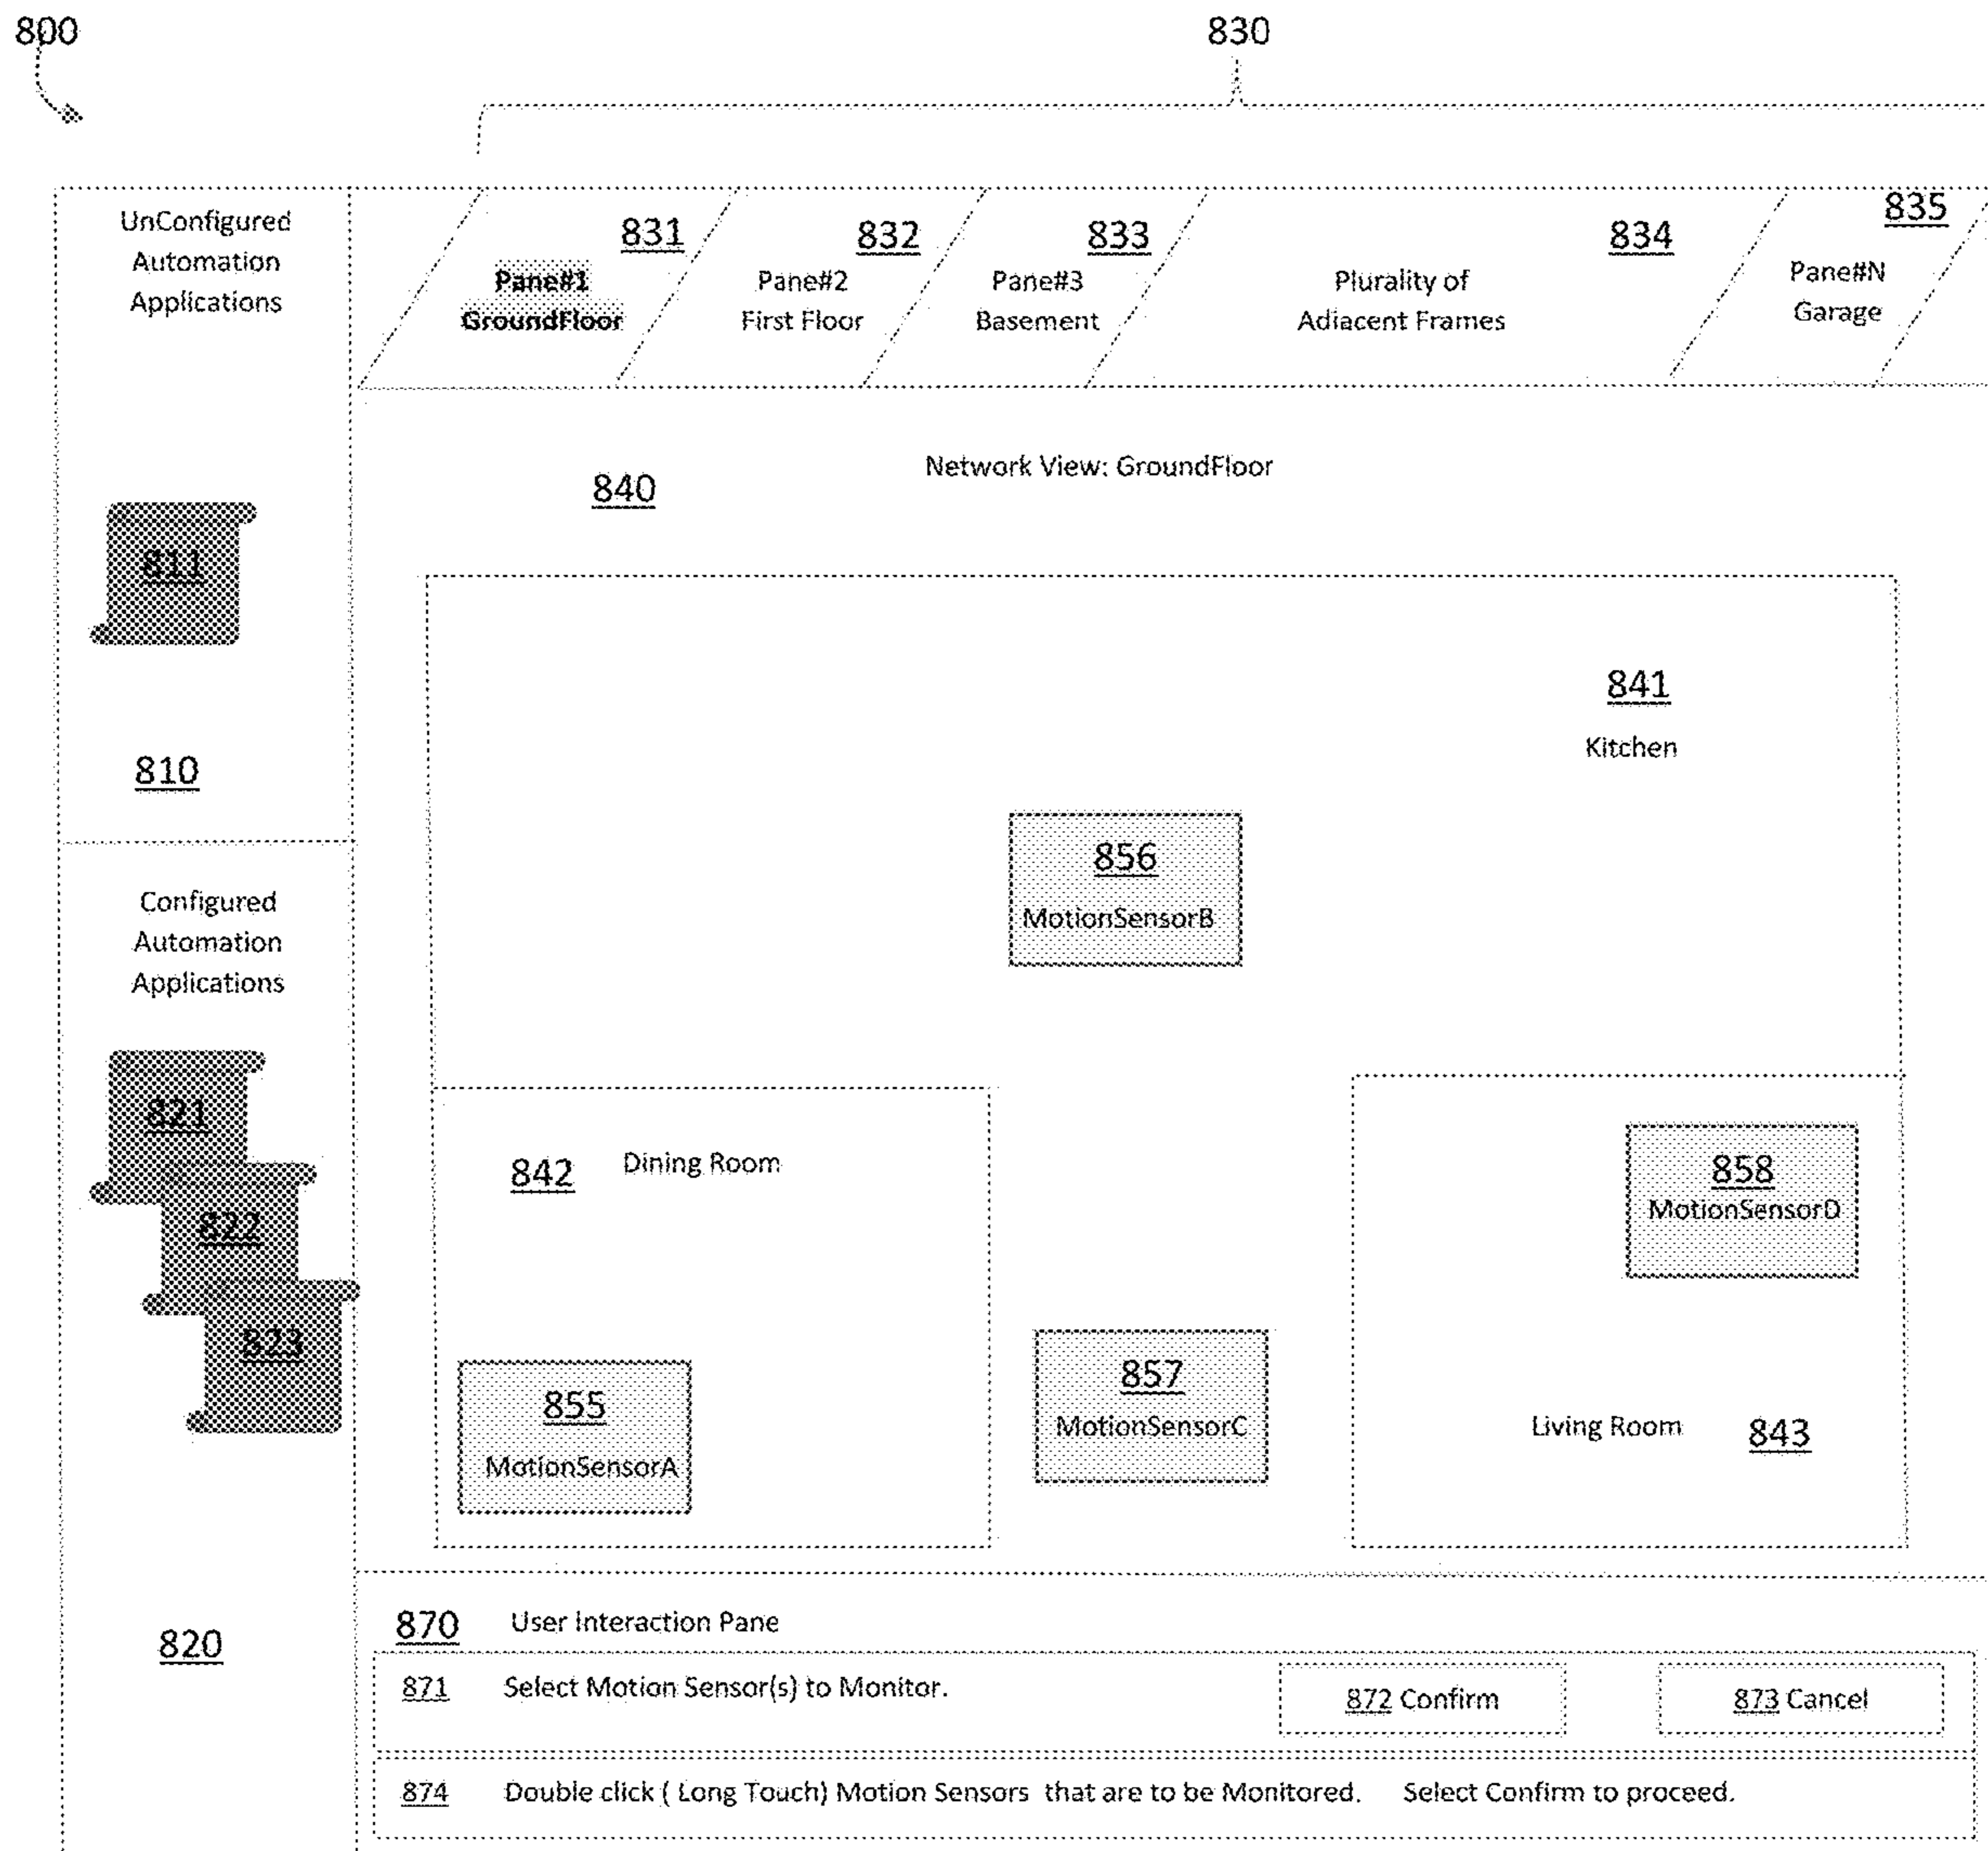 800
830
UnConfigured
Automation
Applications
811
810
Configured
Automation
Applications
821
822
823
820
831
Pane#1
GroundFloor
832
Pane#2
First Floor
833
Pane#3
Basement
834
Plurality of
Adiacent Frames
835
Pane#N
Garage
840
Network View: GroundFloor
841
Kitchen
856
MotionSensorB
842 Dining Room
858
MotionSensorD
855
MotionSensorA
857
MotionSensorC
Living Room 843
870 User Interaction Pane
871 Select Motion Sensor(s) to Monitor.
872 Confirm
873 Cancel
874 Double click ( Long Touch) Motion Sensors that are to be Monitored. Select Confirm to proceed.